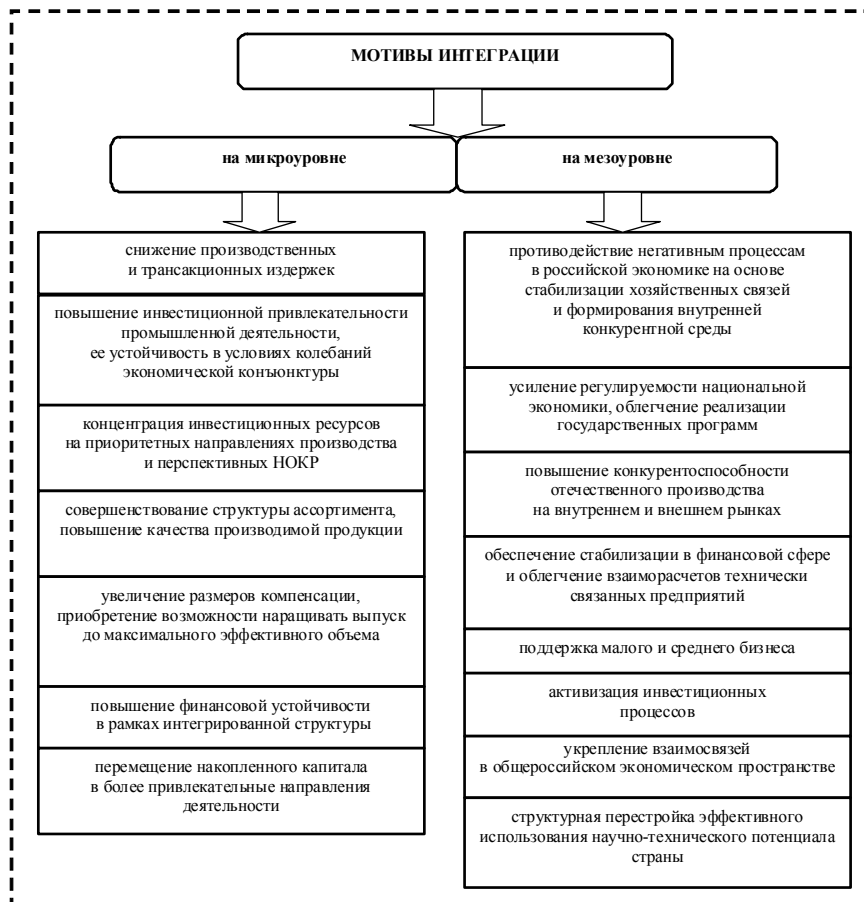 МОТИВЫ ИНТЕГРАЦИИ
на микроуровне
на мезоуровне
снижение производственных
и трансакционных издержек
повышение инвестиционной привлекательности
промышленной деятельности,
ее устойчивость в условиях колебаний
экономической конъюнктуры
концентрация инвестиционных ресурсов
на приоритетных направлениях производства
и перспективных НОКР
совершенствование структуры ассортимента,
повышение качества производимой продукции
увеличение размеров компенсации,
приобретение возможности наращивать выпуск
до максимального эффективного объема
повышение финансовой устойчивости
в рамках интегрированной структуры
перемещение накопленного капитала
в более привлекательные направления
деятельности
противодействие негативным процессам
в российской экономике на основе
стабилизации хозяйственных связей
и формирования внутренней
конкурентной среды
усиление регулируемости национальной
экономики, облегчение реализации
государственных программ
повышение конкурентоспособности
отечественного производства
на внутреннем и внешнем рынках
обеспечение стабилизации в финансовой сфере
и облегчение взаиморасчетов технически
связанных предприятий
поддержка малого и среднего бизнеса
активизация инвестиционных
процессов
укрепление взаимосвязей
в общероссийском экономическом пространстве
структурная перестройка эффективного
использования научно-технического потенциала
страны